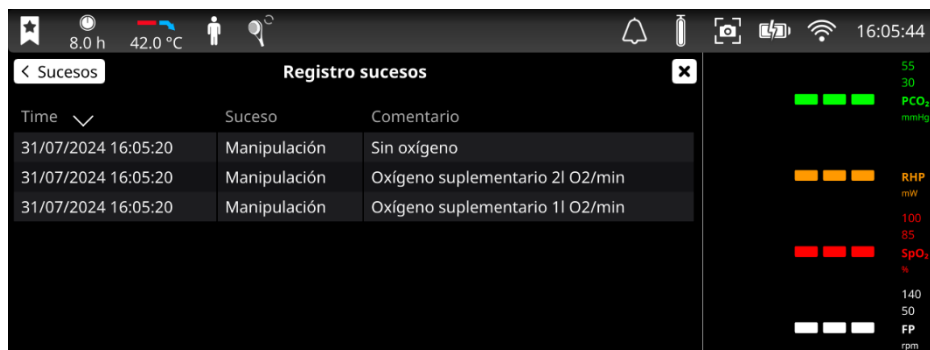 8.0 h 42.0 °C 16:05:44
< Sucesos Registro sucesos
Time Suceso Comentario
31/07/2024 16:05:20 Manipulación Sin oxígeno
31/07/2024 16:05:20 Manipulación Oxígeno suplementario 2l O2/min
31/07/2024 16:05:20 Manipulación Oxígeno suplementario 1l O2/min
55
30
PCO₂
mmHg
RHP
mW
100
85
SpO₂
%
140
50
FP
rpm